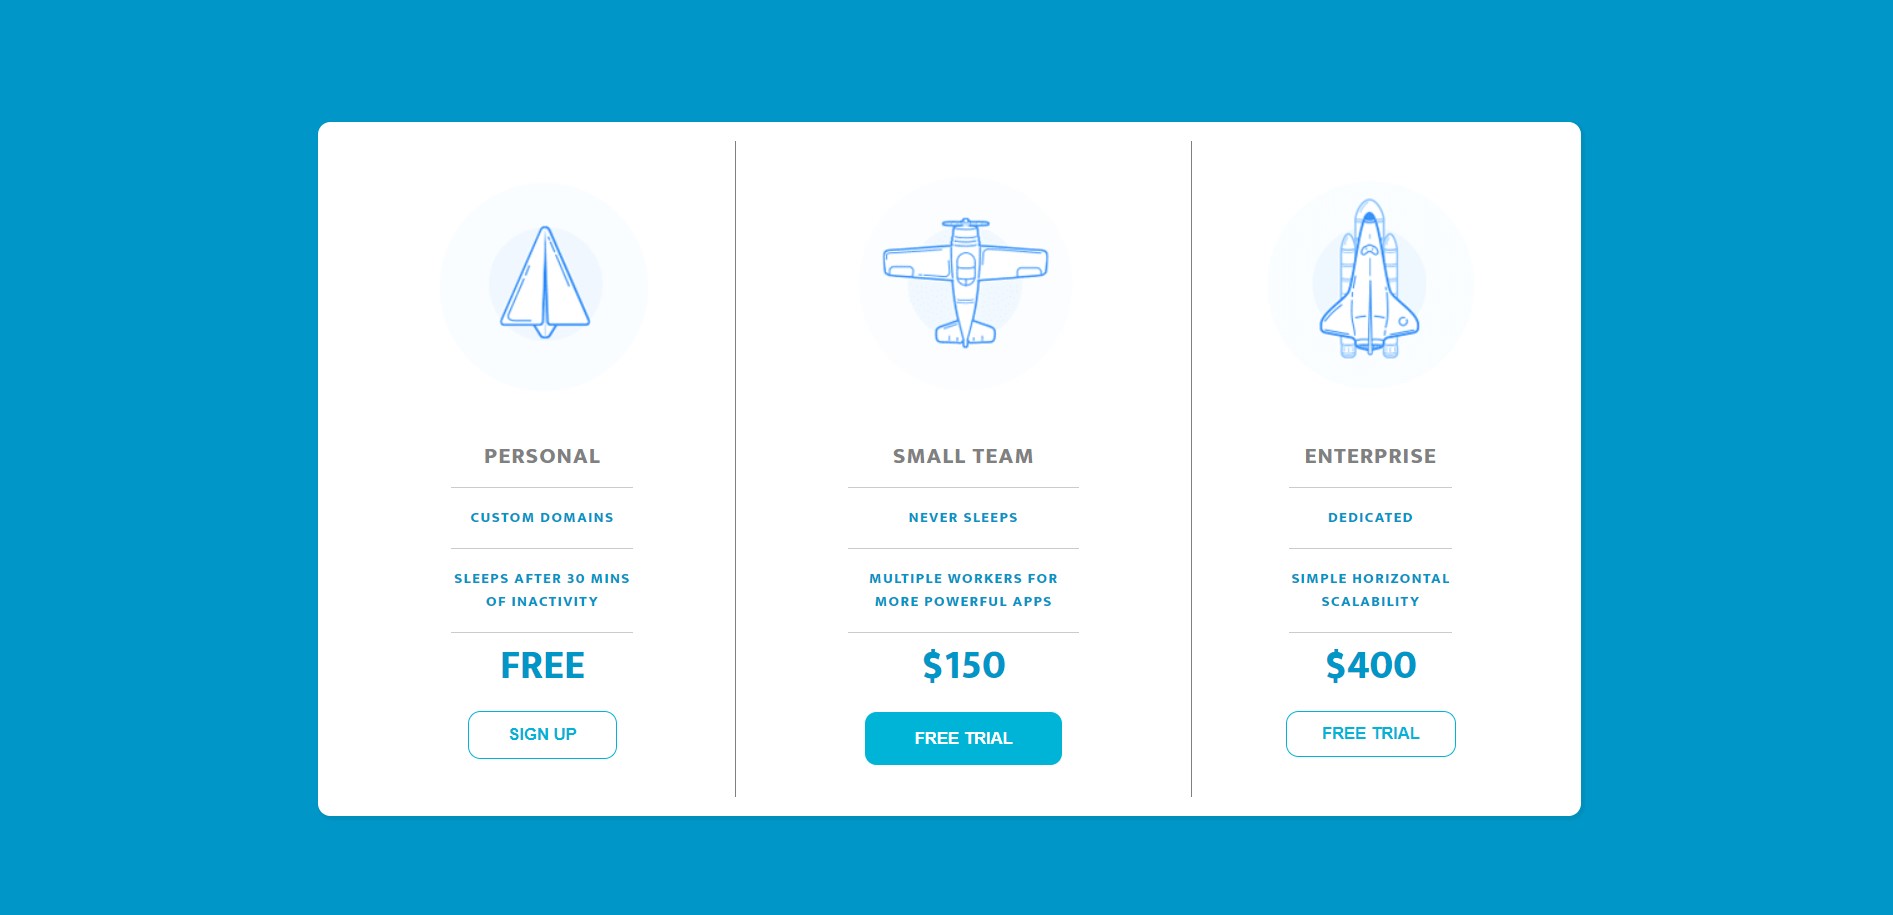 PERSONAL
CUSTOM DOMAINS
SLEEPS AFTER 30 MINS
OF INACTIVITY
FREE
SIGN UP
SMALL TEAM
NEVER SLEEPS
MULTIPLE WORKERS FOR
MORE POWERFUL APPS
$150
FREE TRIAL
ENTERPRISE
DEDICATED
SIMPLE HORIZONTAL
SCALABILITY
$400
FREE TRIAL